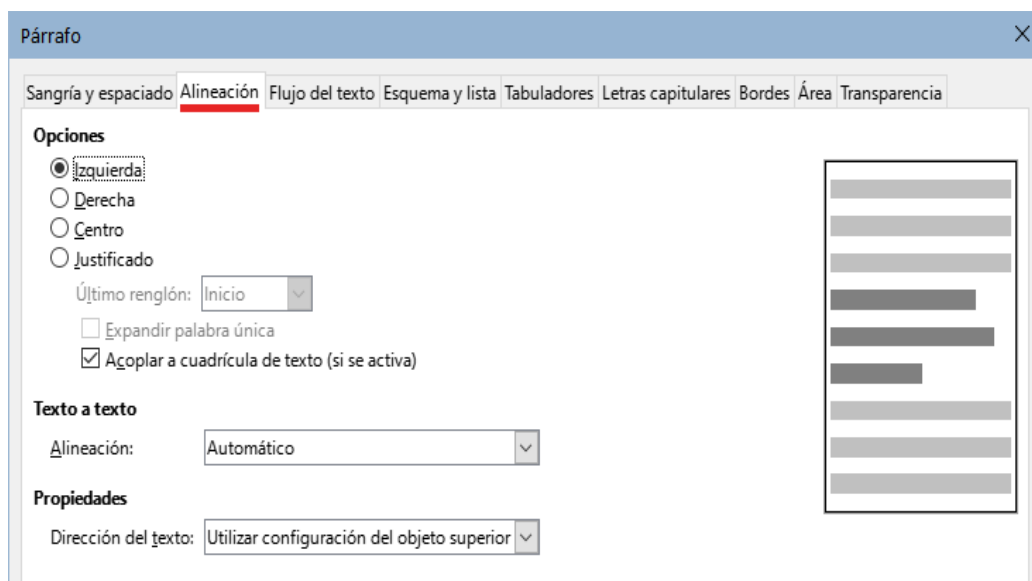 Párrafo
Sangría y espaciado Alineación Flujo del texto Esquema y lista Tabuladores Letras capitulares Bordes Área Transparencia
Opciones
Izquierda
Derecha
Centro
Justificado
Último renglón: Inicio
Expandir palabra única
Acoplar a cuadrícula de texto (si se activa)
Texto a texto
Alineación: Automático
Propiedades
Dirección del texto: Utilizar configuración del objeto superior